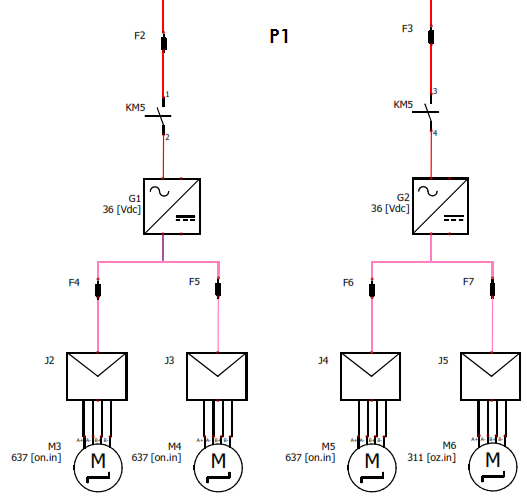 F2
P1
F3
1
3
KM5
KM5
2
4
G1
36 [Vdc]
G2
36 [Vdc]
F4
F5
F6
F7
J2
J3
J4
J5
A+ A- B+ B-
A+ A- B+ B-
A+ A- B+ B-
A+ A- B+ B-
M3
637 [on.in]
M
M4
637 [on.in]
M
M5
637 [on.in]
M
M6
311 [oz.in]
M